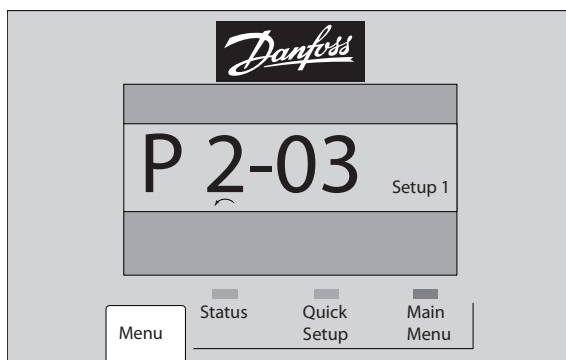 Danfoss
P 2-03
Setup 1
Status
Quick
Setup
Main
Menu
Menu